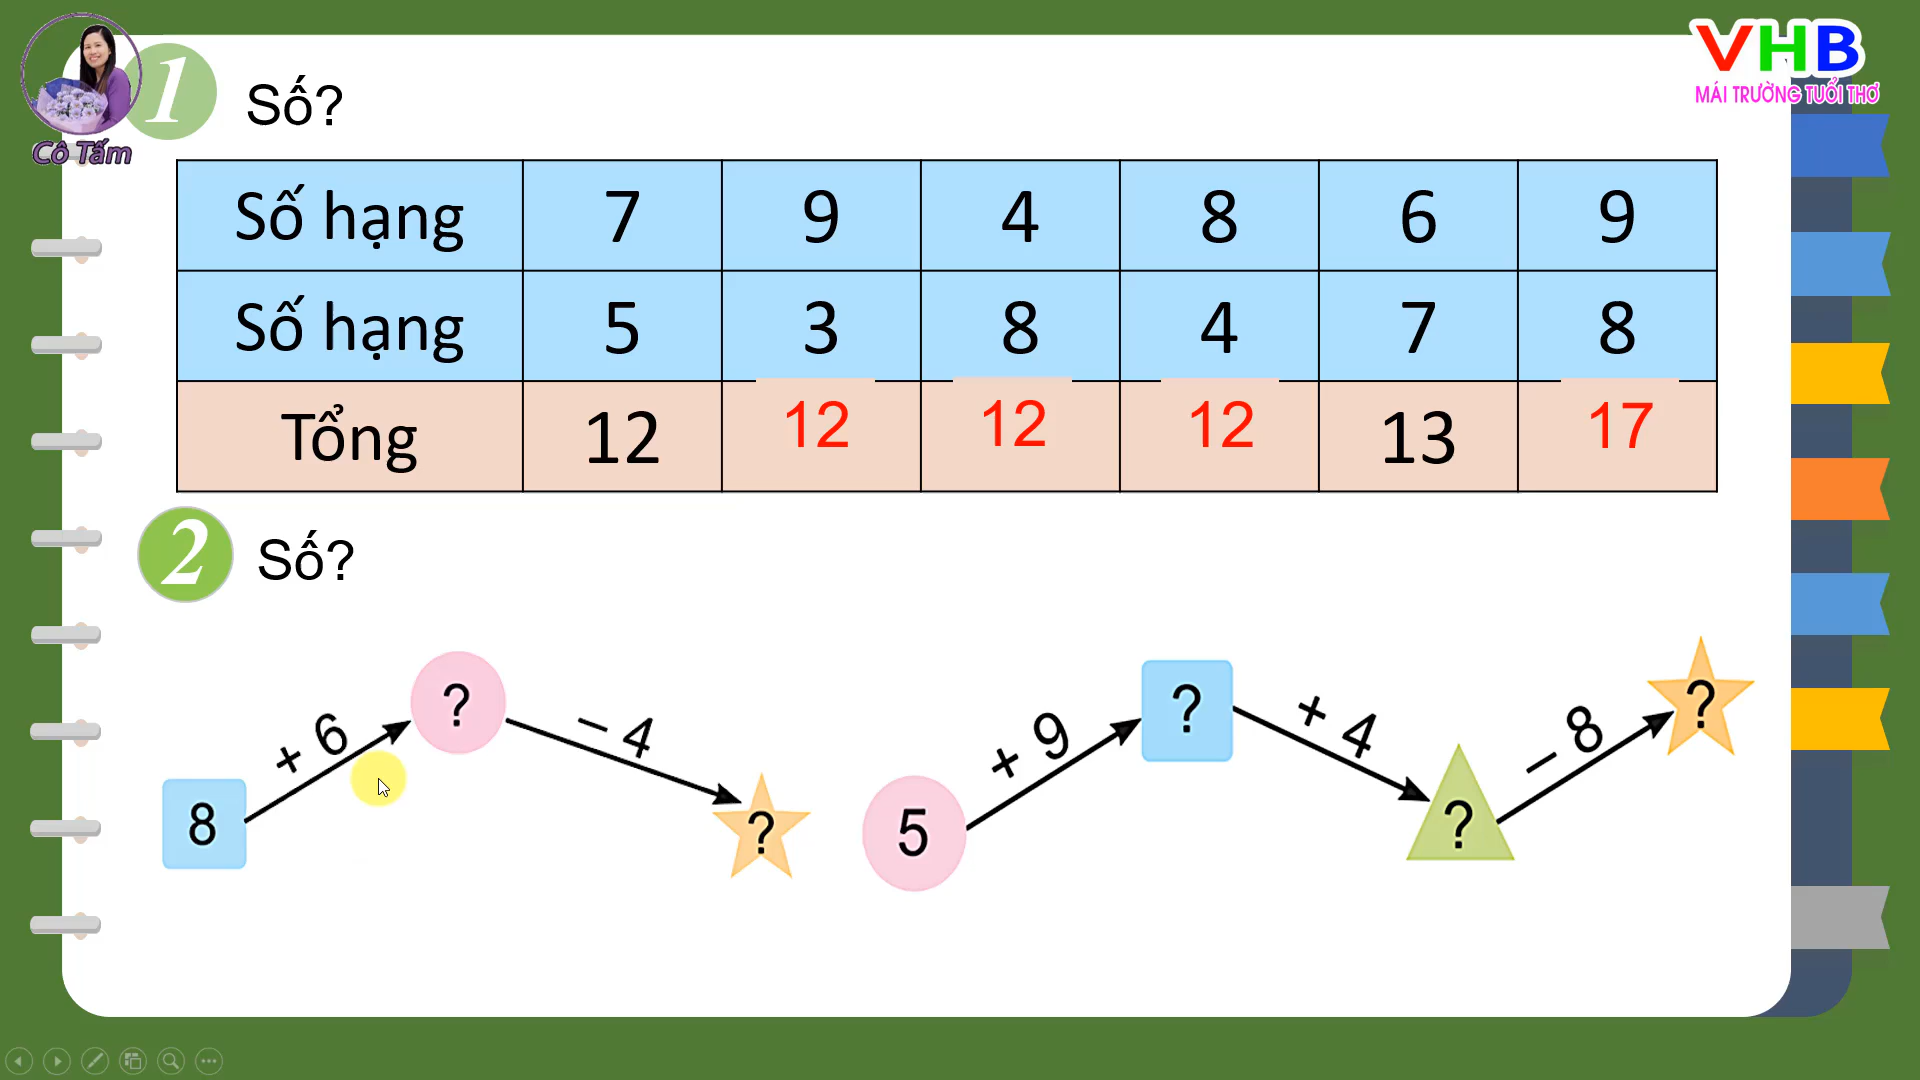 VHB
MÁI TRƯỜNG TUỔI THƠ
Cô Tấm
1 Số?
Số hạng 7 9 4 8 6 9
Số hạng 5 3 8 4 7 8
Tổng 12 12 12 12 13 17
2 Số?
8 + 6 ? - 4 ?
5 + 9 ? + 4 ? - 8 ?